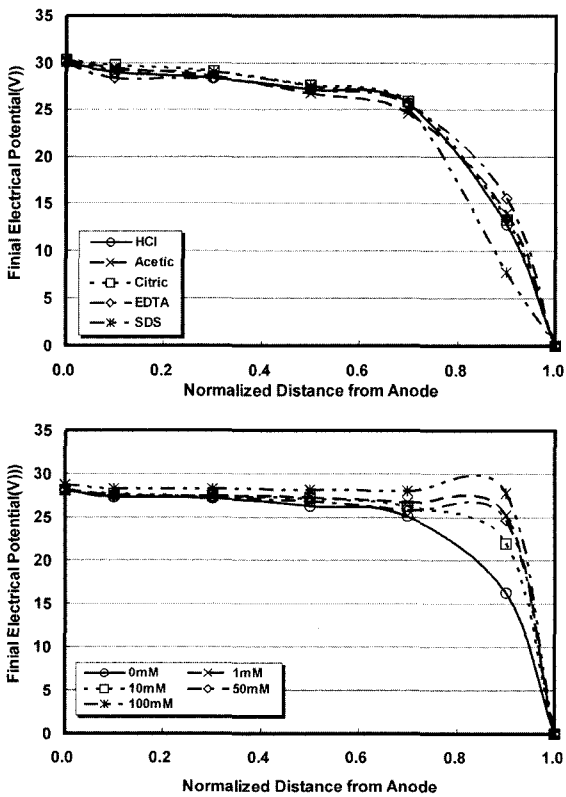 35
30
25
20
15
10
5
0
Finial Electrical Potential(V))
HCl
Acetic
Citric
EDTA
SDS
0.0 0.2 0.4 0.6 0.8 1.0
Normalized Distance from Anode
35
30
25
20
15
10
5
0
Finial Electrical Potential(V)))
0mM 1mM
10mM 50mM
100mM
0.0 0.2 0.4 0.6 0.8 1.0
Normalized Distance from Anode